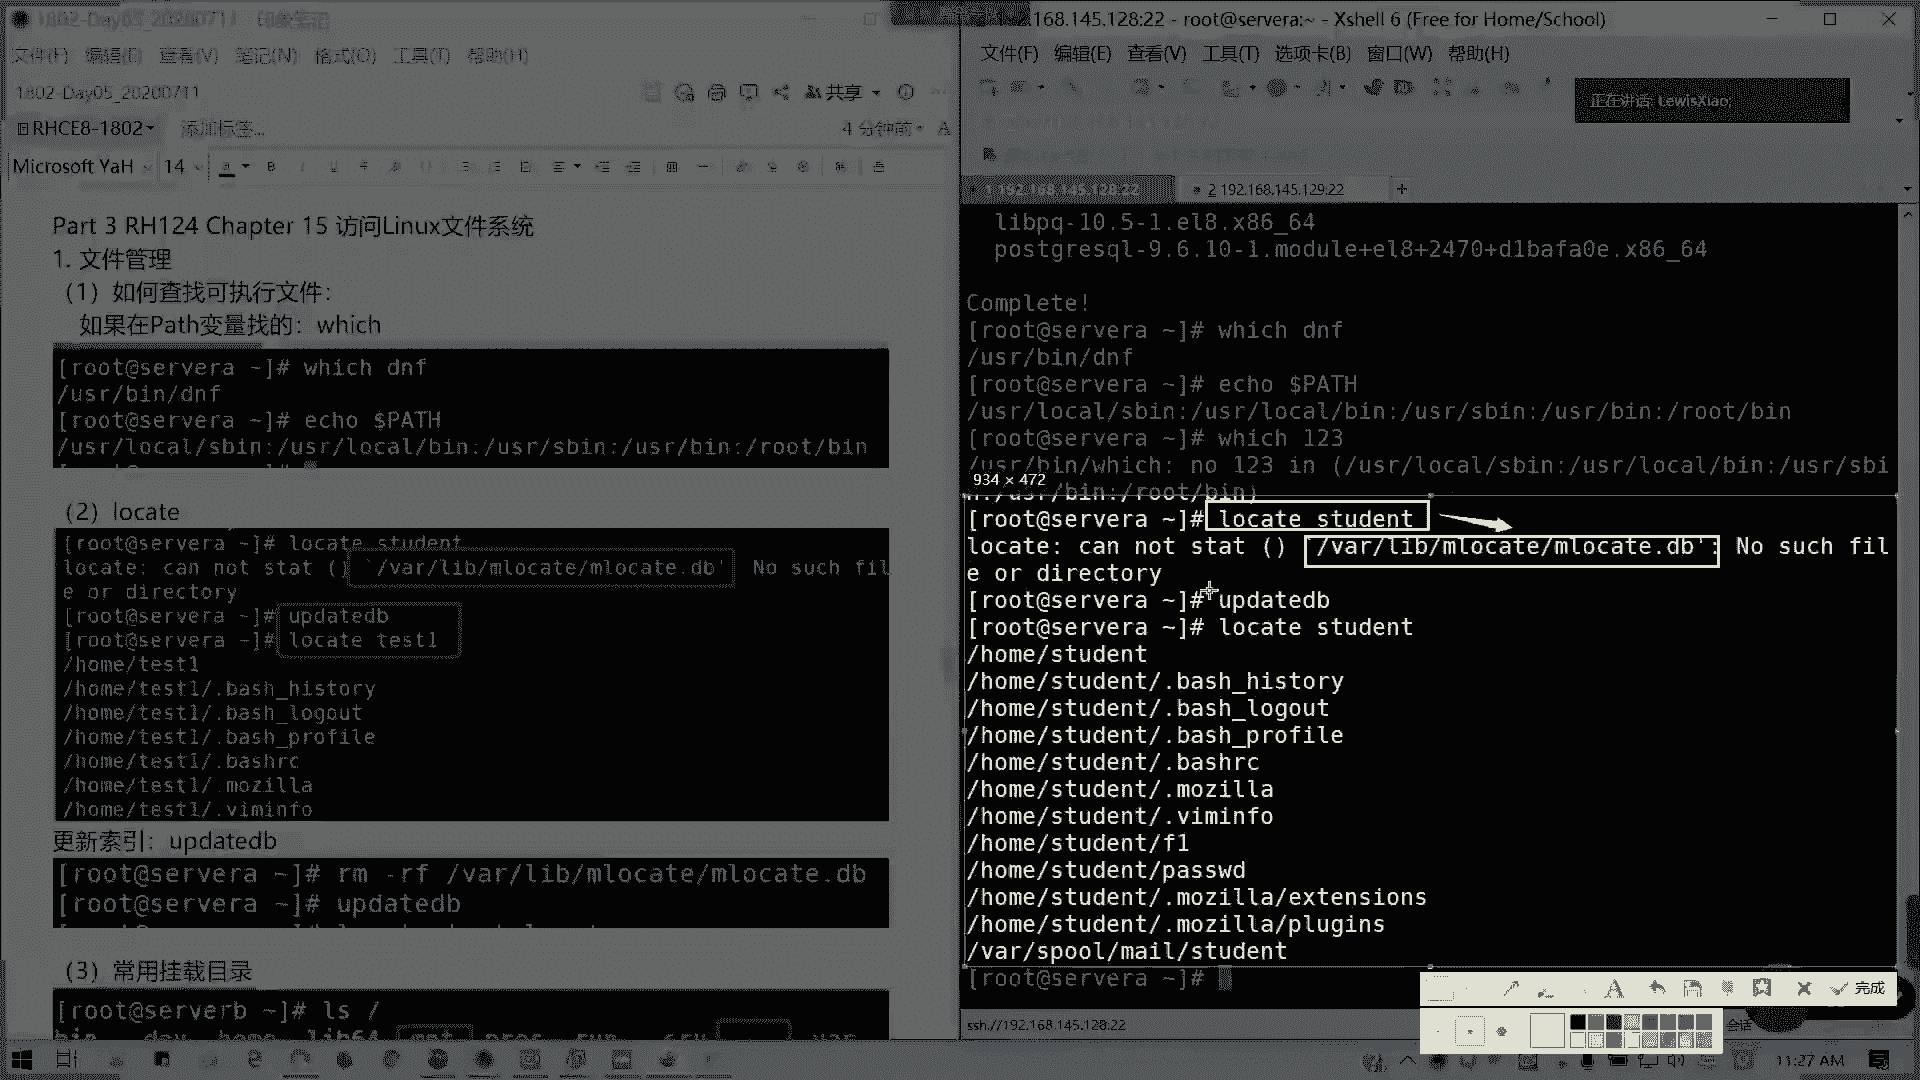 1802-Day05_20200711
文件(F) 编辑(E) 查看(V) 笔记(N) 格式(O) 工具(T) 帮助(H)
1802-Day05_20200711
共享
RHCE8-1802
添加标签...
4 分钟前
Microsoft YaH 14
Part 3 RH124 Chapter 15 访问Linux文件系统
1. 文件管理
（1）如何查找可执行文件：
如果在Path变量找的：which
[root@servera ~]# which dnf
/usr/bin/dnf
[root@servera ~]# echo $PATH
/usr/local/sbin:/usr/local/bin:/usr/sbin:/usr/bin:/root/bin
（2）locate
[root@servera ~]# locate student
locate: can not stat () `/var/lib/mlocate/mlocate.db' No such fil
e or directory
[root@servera ~]# updatedb
[root@servera ~]# locate test1
/home/test1
/home/test1/.bash_history
/home/test1/.bash_logout
/home/test1/.bash_profile
/home/test1/.bashrc
/home/test1/.mozilla
/home/test1/.viminfo
更新索引：updatedb
[root@servera ~]# rm -rf /var/lib/mlocate/mlocate.db
[root@servera ~]# updatedb
（3）常用挂载目录
[root@serverb ~]# ls /
.168.145.128:22 - root@servera:~ - Xshell 6 (Free for Home/School)
文件(F) 编辑(E) 查看(V) 工具(T) 选项卡(B) 窗口(W) 帮助(H)
正在讲话: LewisXiao;
1 192.168.145.128:22
2 192.168.145.129:22
libpq-10.5-1.el8.x86_64
postgresql-9.6.10-1.module+el8+2470+d1bafa0e.x86_64
Complete!
[root@servera ~]# which dnf
/usr/bin/dnf
[root@servera ~]# echo $PATH
/usr/local/sbin:/usr/local/bin:/usr/sbin:/usr/bin:/root/bin
[root@servera ~]# which 123
/usr/bin/which: no 123 in (/usr/local/sbin:/usr/local/bin:/usr/sbi
n:/usr/bin:/root/bin)
934 × 472
[root@servera ~]# locate student
locate: can not stat () `/var/lib/mlocate/mlocate.db': No such fil
e or directory
[root@servera ~]# updatedb
[root@servera ~]# locate student
/home/student
/home/student/.bash_history
/home/student/.bash_logout
/home/student/.bash_profile
/home/student/.bashrc
/home/student/.mozilla
/home/student/.viminfo
/home/student/f1
/home/student/passwd
/home/student/.mozilla/extensions
/home/student/.mozilla/plugins
/var/spool/mail/student
[root@servera ~]#
完成
ssh://192.168.145.128:22
会话
11:27 AM